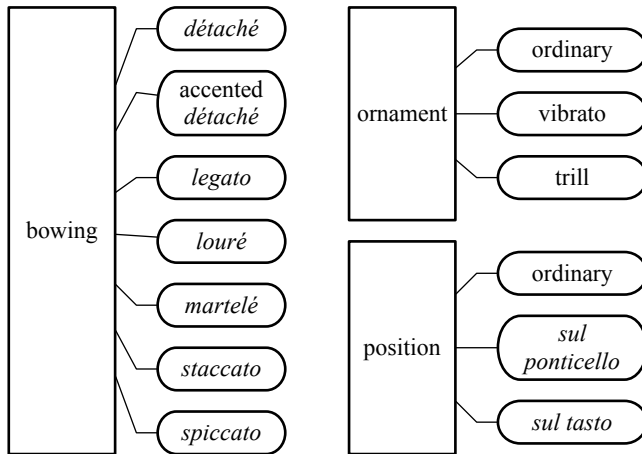 bowing
détaché
accented
détaché
legato
louré
martelé
staccato
spiccato
ornament
ordinary
vibrato
trill
position
ordinary
sul
ponticello
sul tasto